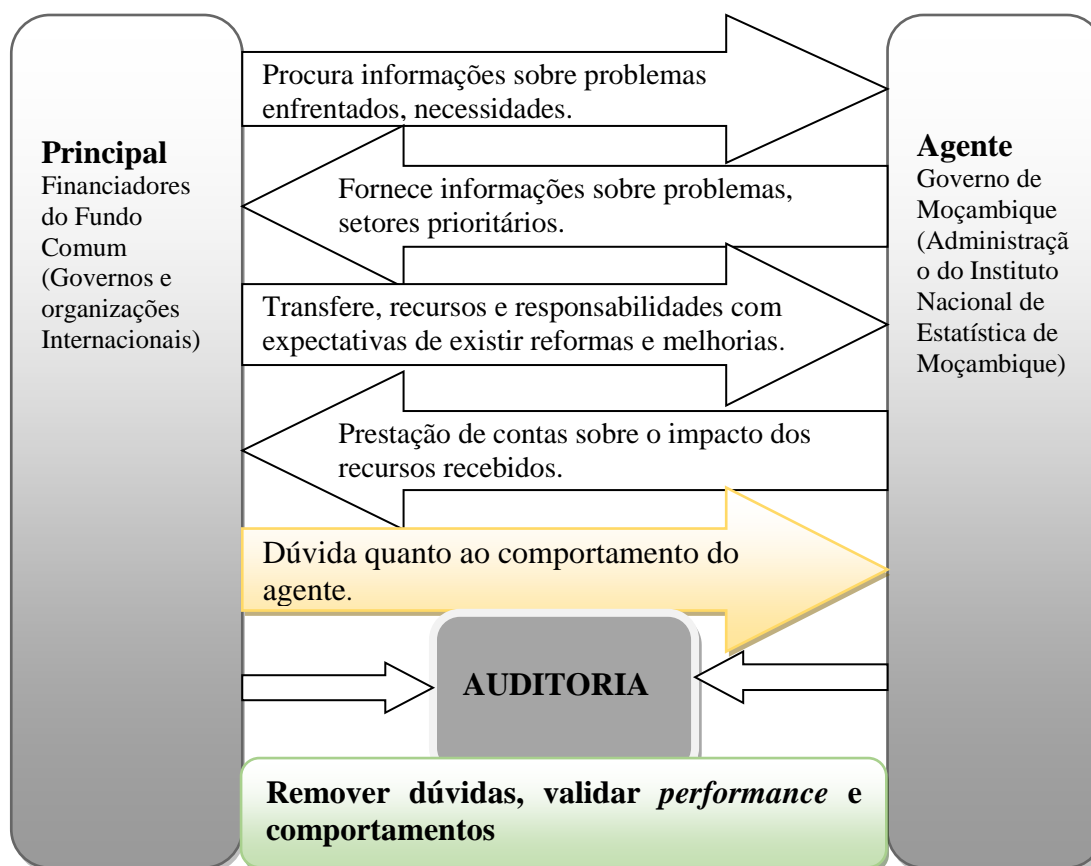 Principal
Financiadores
do Fundo
Comum
(Governos e
organizações
Internacionais)
Procura informações sobre problemas
enfrentados, necessidades.
Fornece informações sobre problemas,
setores prioritários.
Transfere, recursos e responsabilidades com
expectativas de existir reformas e melhorias.
Prestação de contas sobre o impacto dos
recursos recebidos.
Dúvida quanto ao comportamento do
agente.
AUDITORIA
Remover dúvidas, validar performance e
comportamentos
Agente
Governo de
Moçambique
(Administraçã
o do Instituto
Nacional de
Estatística de
Moçambique)